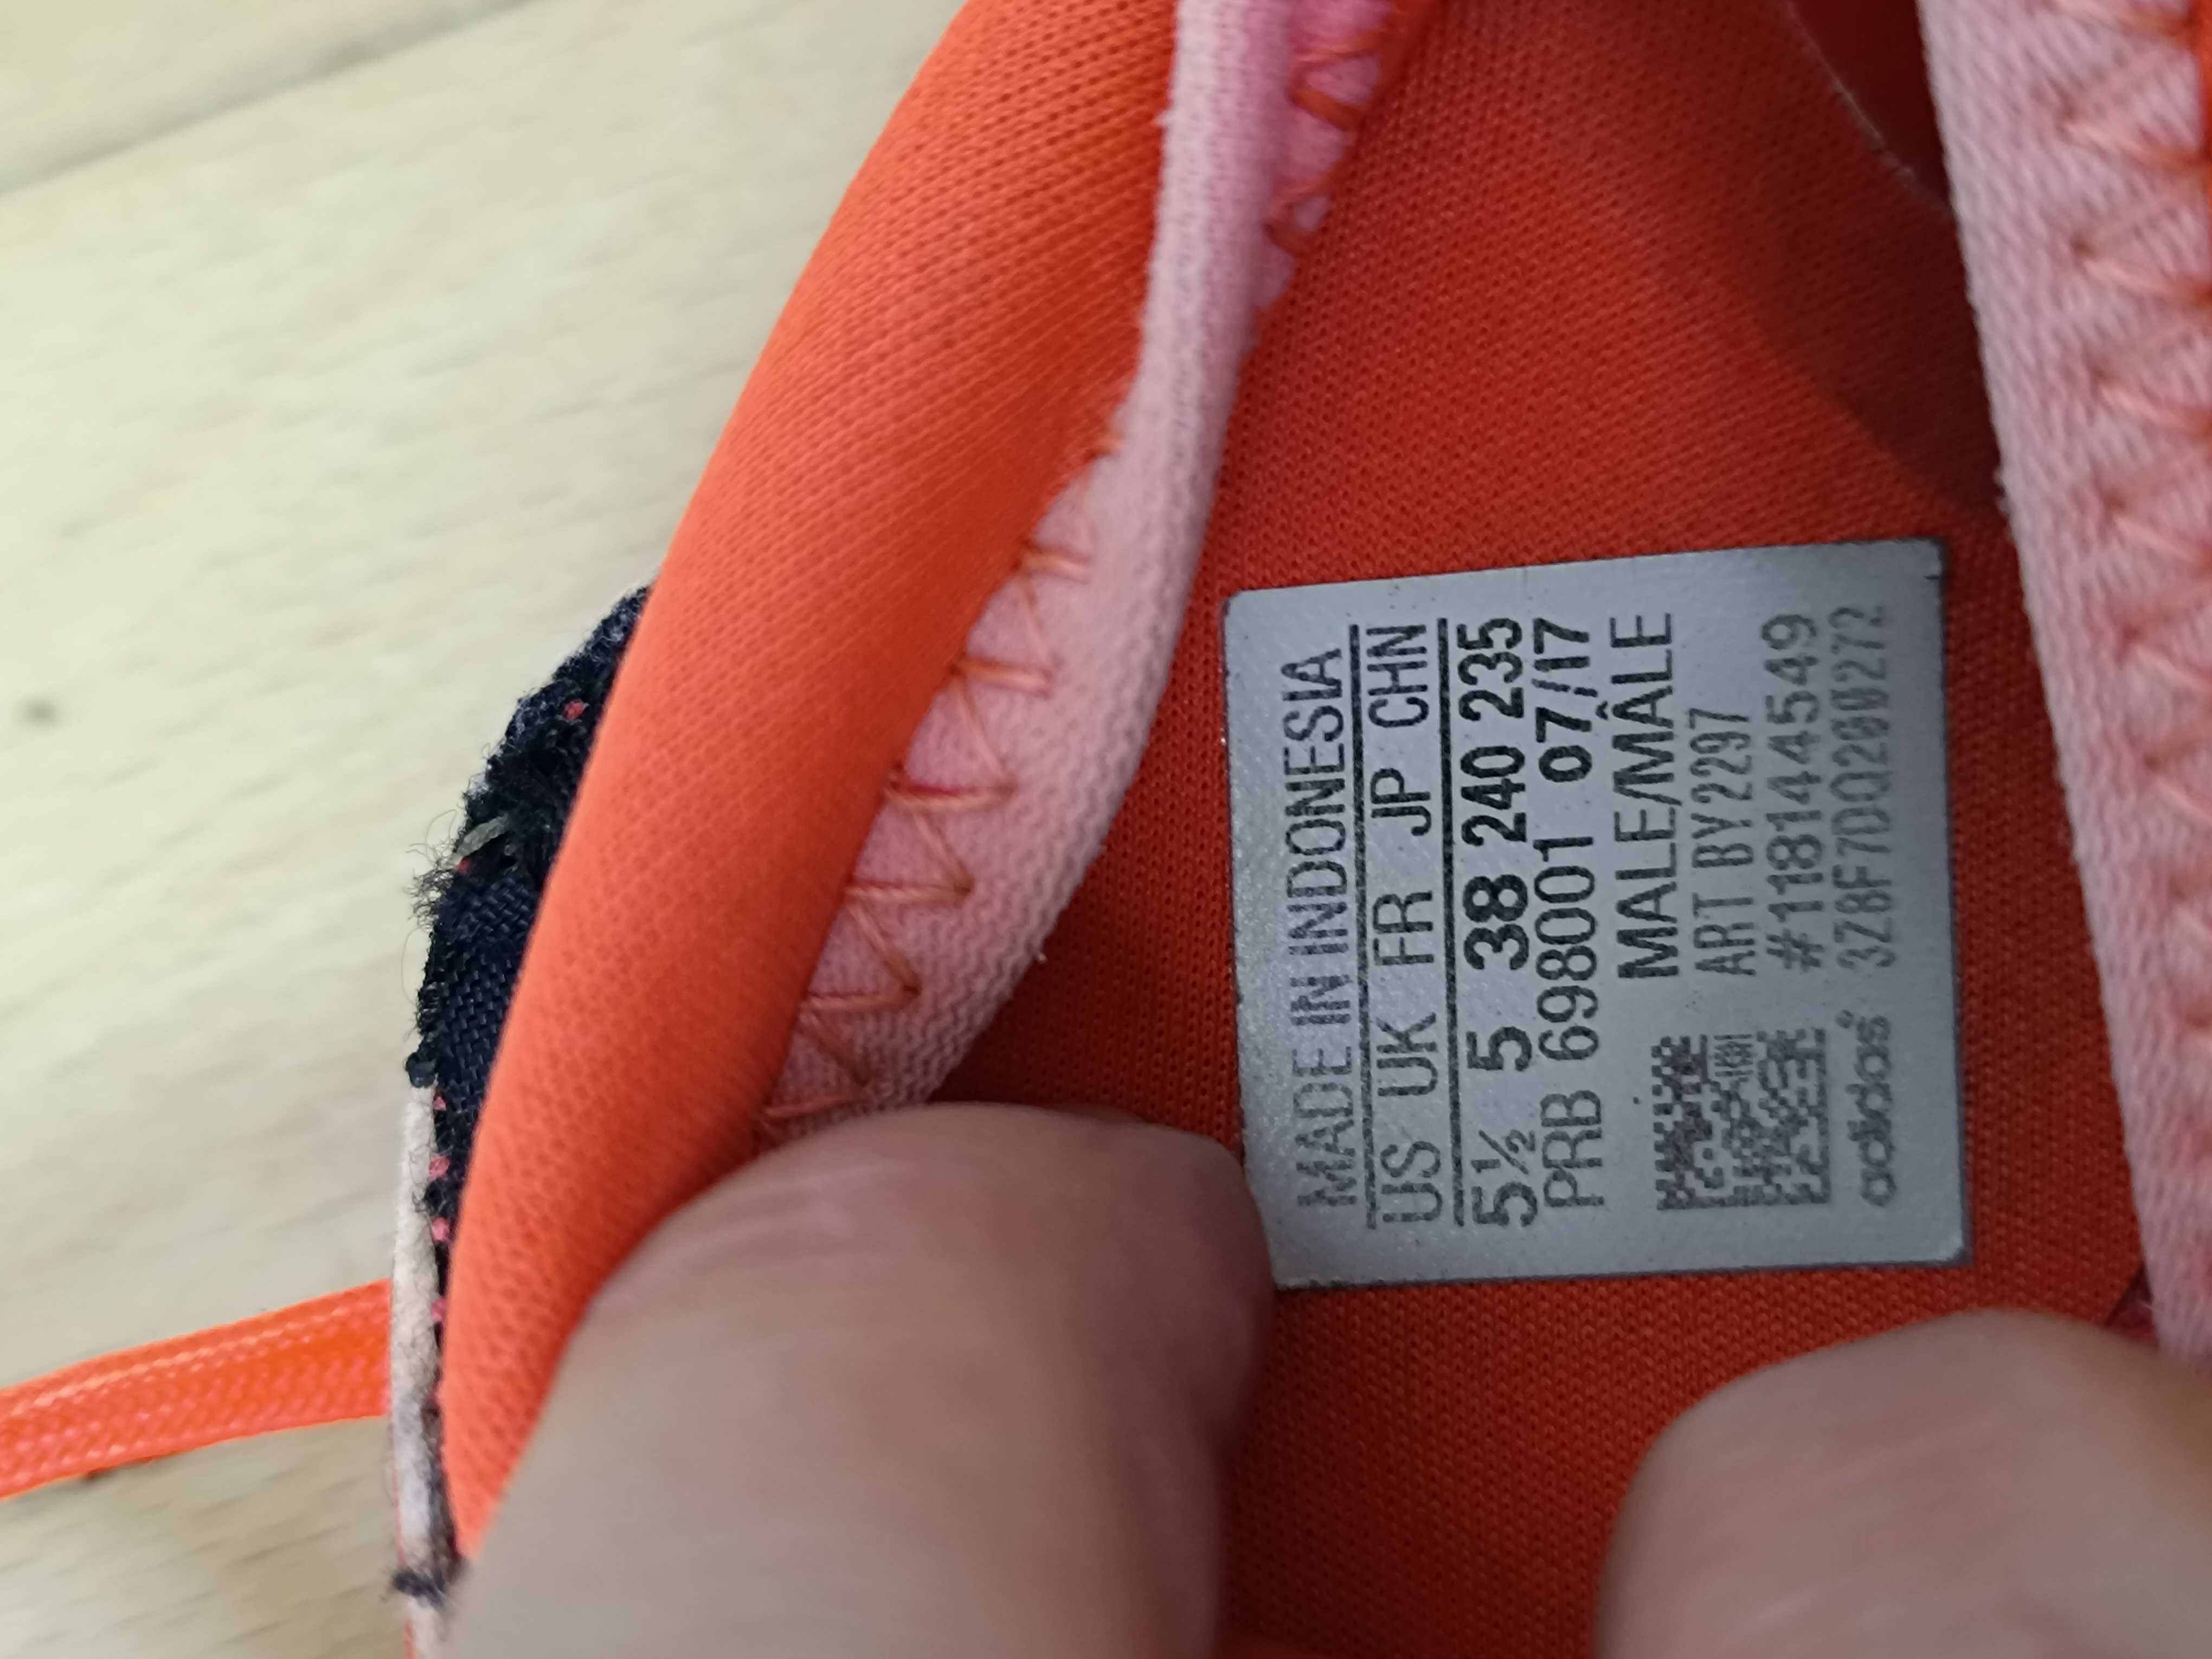 MADE IN INDONESIA
US UK FR JP CHN
5½ 5 38 240 235
PRB 698001 07/17
MALE/MÂLE
ART BY2297
#118144549
3Z8F7DQ200272
adidas®